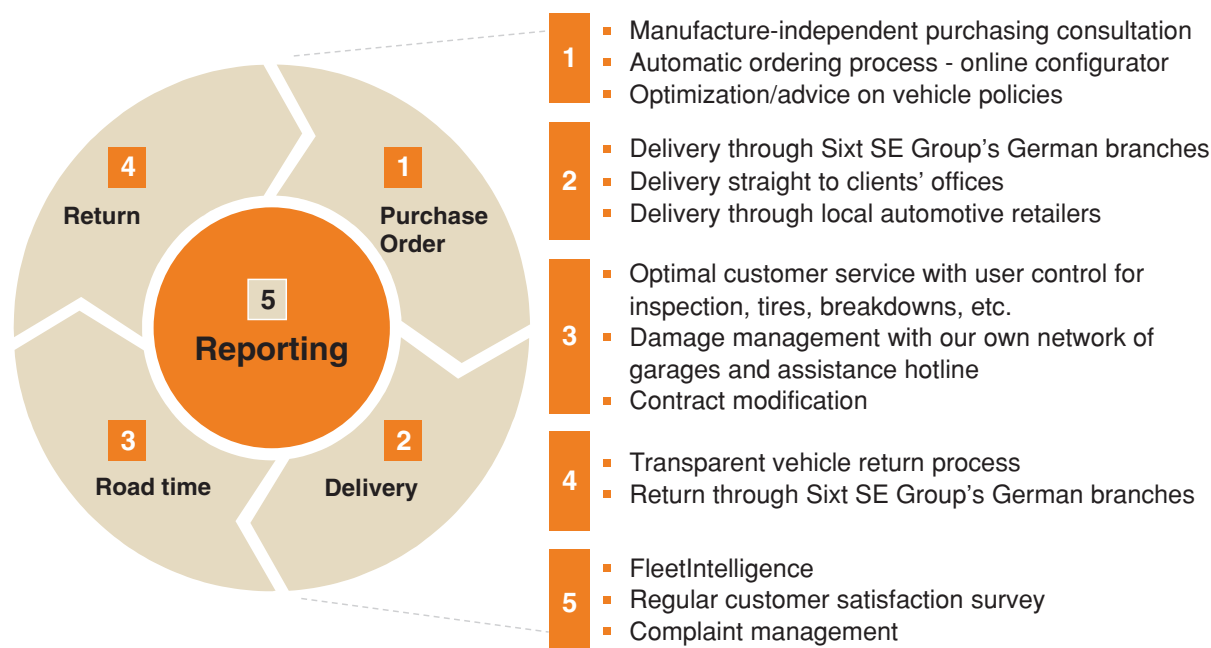 4
Return
1
Purchase
Order
5
Reporting
3
Road time
2
Delivery
1
Manufacture-independent purchasing consultation
Automatic ordering process - online configurator
Optimization/advice on vehicle policies
2
Delivery through Sixt SE Group's German branches
Delivery straight to clients' offices
Delivery through local automotive retailers
3
Optimal customer service with user control for
inspection, tires, breakdowns, etc.
Damage management with our own network of
garages and assistance hotline
Contract modification
4
Transparent vehicle return process
Return through Sixt SE Group's German branches
5
FleetIntelligence
Regular customer satisfaction survey
Complaint management